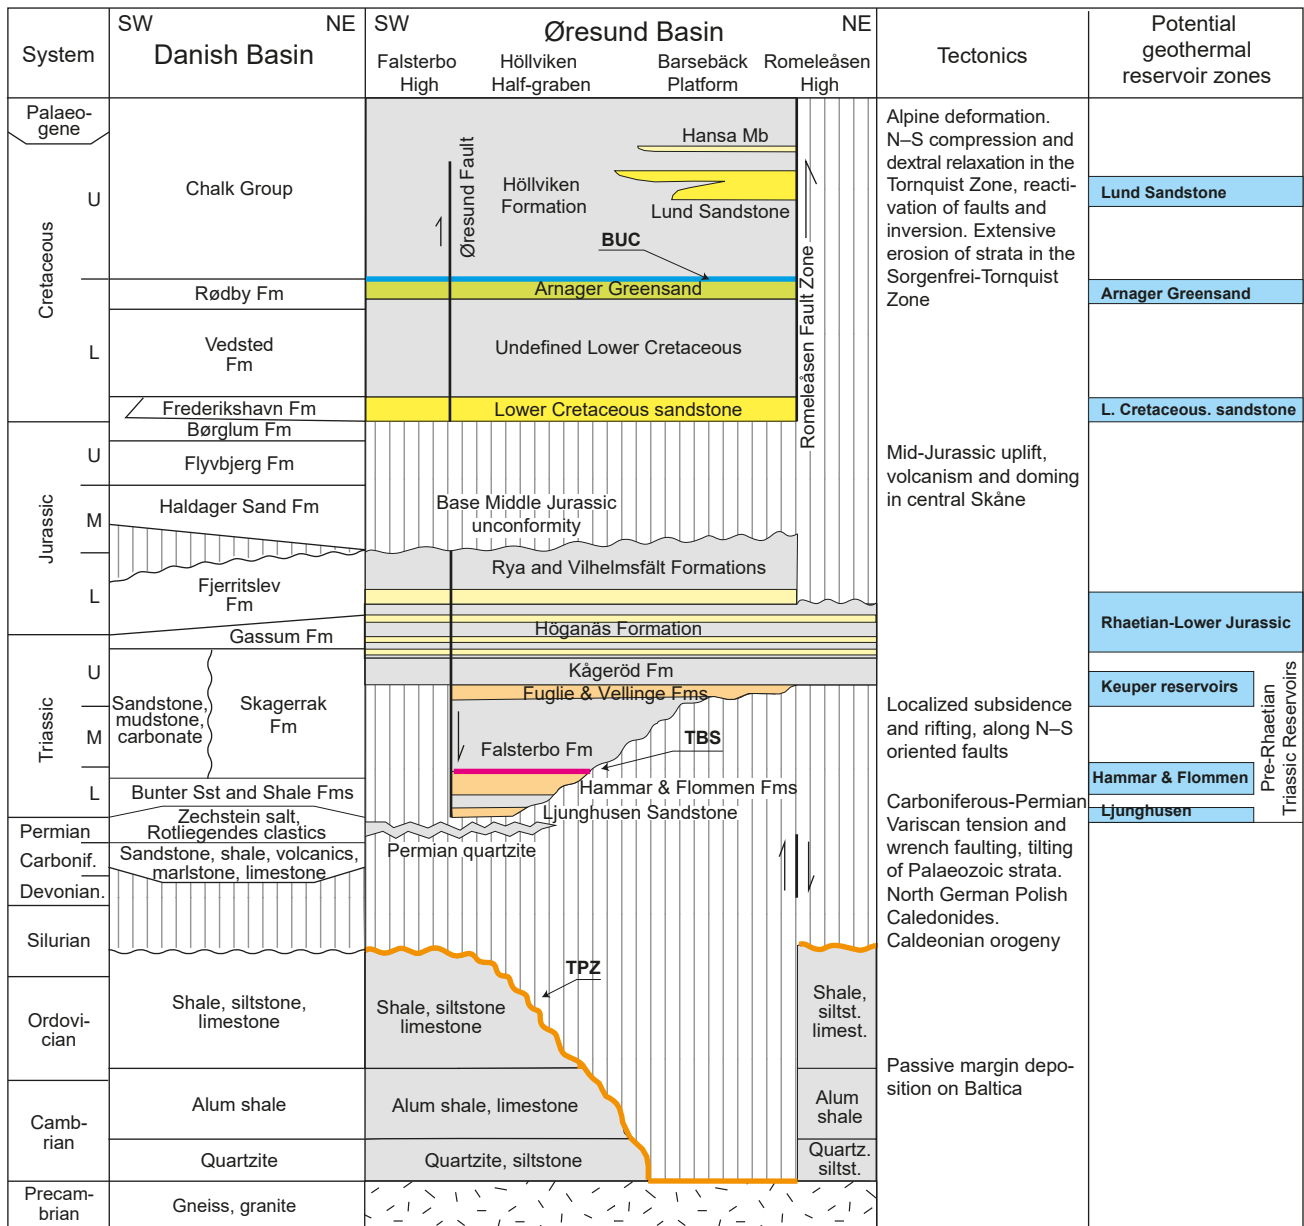 System
SW
NE
Danish Basin
SW
Øresund Basin
NE
Falsterbo
High
Höllviken
Half-graben
Barsebäck
Platform
Romeleåsen
High
Tectonics
Potential
geothermal
reservoir zones
Palaeo-
gene
Cretaceous
U
L
Jurassic
U
M
L
Triassic
U
M
L
Permian
Carbonif.
Devonian.
Silurian
Ordovi-
cian
Camb-
rian
Precam-
brian
Chalk Group
Rødby Fm
Vedsted
Fm
Frederikshavn Fm
Børglum Fm
Flyvbjerg Fm
Haldager Sand Fm
Fjerritslev
Fm
Gassum Fm
Sandstone,
mudstone,
carbonate
Skagerrak
Fm
Bunter Sst and Shale Fms
Zechstein salt,
Rotliegendes clastics
Sandstone, shale, volcanics,
marlstone, limestone
Shale, siltstone,
limestone
Alum shale
Quartzite
Gneiss, granite
Øresund Fault
Hansa Mb
Höllviken
Formation
Lund Sandstone
BUC
Arnager Greensand
Undefined Lower Cretaceous
Lower Cretaceous sandstone
Romeleåsen Fault Zone
Base Middle Jurassic
unconformity
Rya and Vilhelmsfält Formations
Höganäs Formation
Kågeröd Fm
Fuglie & Vellinge Fms
Falsterbo Fm
TBS
Hammar & Flommen Fms
Ljunghusen Sandstone
Permian quartzite
TPZ
Shale, siltstone
limestone
Alum shale, limestone
Quartzite, siltstone
Shale,
siltst.
limest.
Alum
shale
Quartz.
siltst.
Alpine deformation.
N–S compression and
dextral relaxation in the
Tornquist Zone, reacti-
vation of faults and
inversion. Extensive
erosion of strata in the
Sorgenfrei-Tornquist
Zone
Mid-Jurassic uplift,
volcanism and doming
in central Skåne
Localized subsidence
and rifting, along N–S
oriented faults
Carboniferous-Permian
Variscan tension and
wrench faulting, tilting
of Palaeozoic strata.
North German Polish
Caledonides.
Caldeonian orogeny
Passive margin depo-
sition on Baltica
Lund Sandstone
Arnager Greensand
L. Cretaceous. sandstone
Rhaetian-Lower Jurassic
Keuper reservoirs
Hammar & Flommen
Ljunghusen
Pre-Rhaetian
Triassic Reservoirs